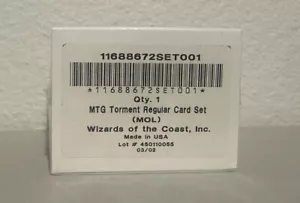 11688672SET001
*11688672SET001*
Qty. 1
MTG Torment Regular Card Set
(MOL)
Wizards of the Coast, Inc.
Made in USA
Lot # 450110055
03/02